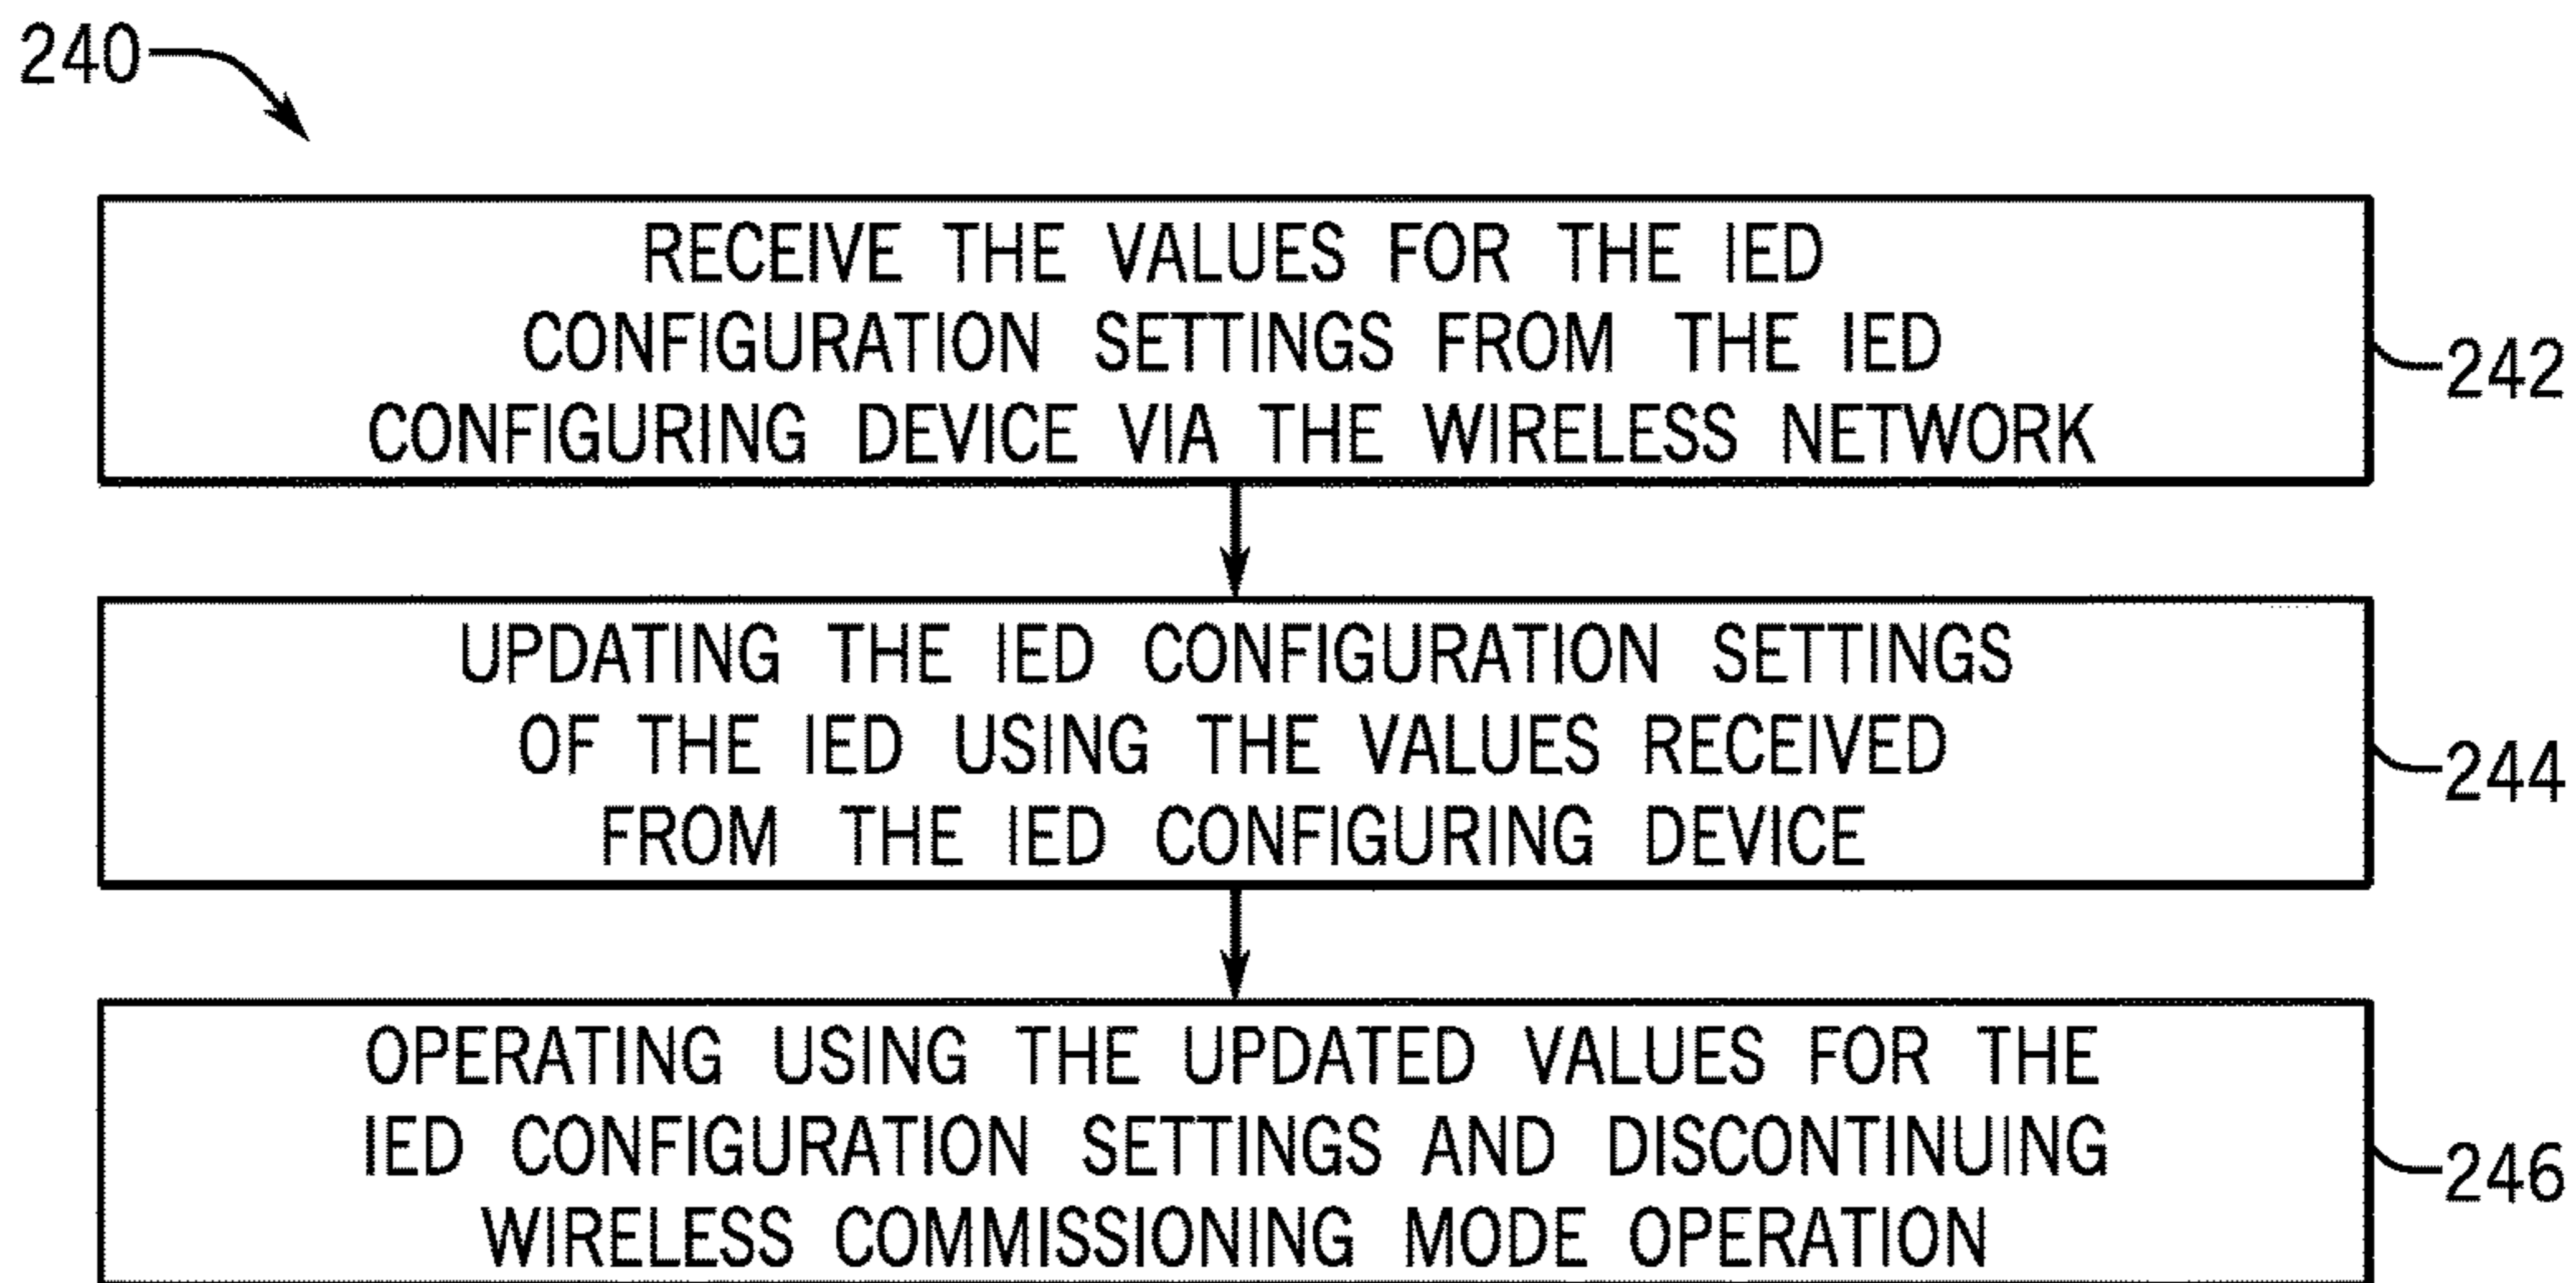 240
RECEIVE THE VALUES FOR THE IED
CONFIGURATION SETTINGS FROM THE IED
CONFIGURING DEVICE VIA THE WIRELESS NETWORK
242
UPDATING THE IED CONFIGURATION SETTINGS
OF THE IED USING THE VALUES RECEIVED
FROM THE IED CONFIGURING DEVICE
244
OPERATING USING THE UPDATED VALUES FOR THE
IED CONFIGURATION SETTINGS AND DISCONTINUING
WIRELESS COMMISSIONING MODE OPERATION
246